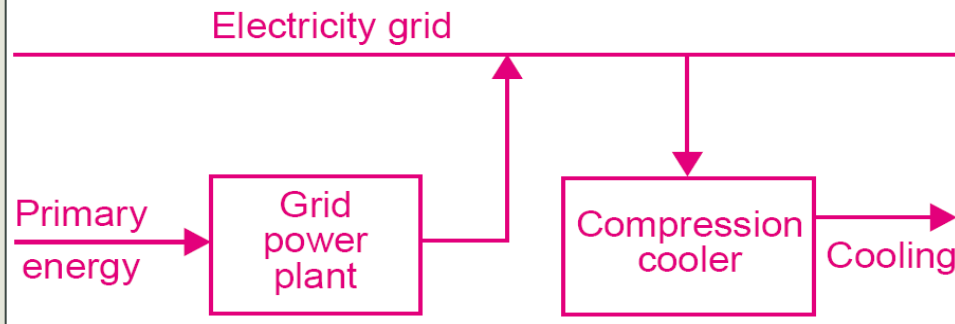 Electricity grid
Primary
energy
Grid
power
plant
Compression
cooler
Cooling